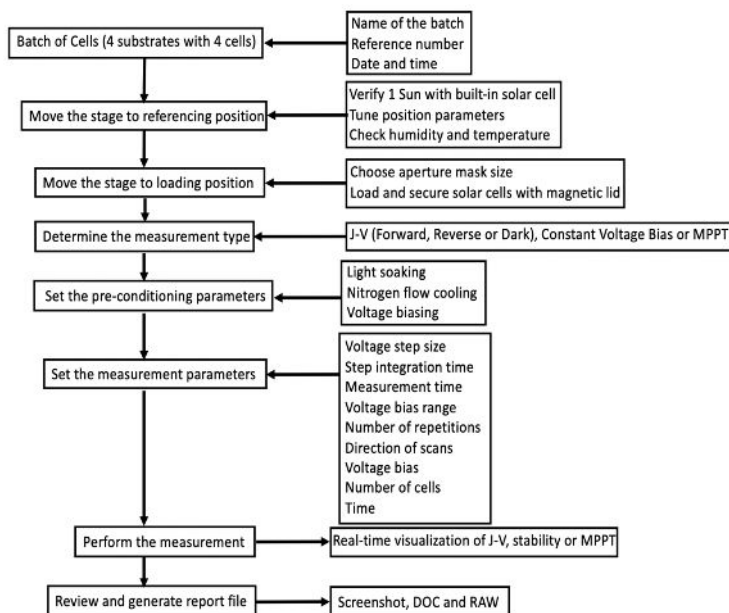 Batch of Cells (4 substrates with 4 cells)
Name of the batch
Reference number
Date and time
Move the stage to referencing position
Verify 1 Sun with built-in solar cell
Tune position parameters
Check humidity and temperature
Move the stage to loading position
Choose aperture mask size
Load and secure solar cells with magnetic lid
Determine the measurement type
J-V (Forward, Reverse or Dark), Constant Voltage Bias or MPPT
Set the pre-conditioning parameters
Light soaking
Nitrogen flow cooling
Voltage biasing
Set the measurement parameters
Voltage step size
Step integration time
Measurement time
Voltage bias range
Number of repetitions
Direction of scans
Voltage bias
Number of cells
Time
Perform the measurement
Real-time visualization of J-V, stability or MPPT
Review and generate report file
Screenshot, DOC and RAW